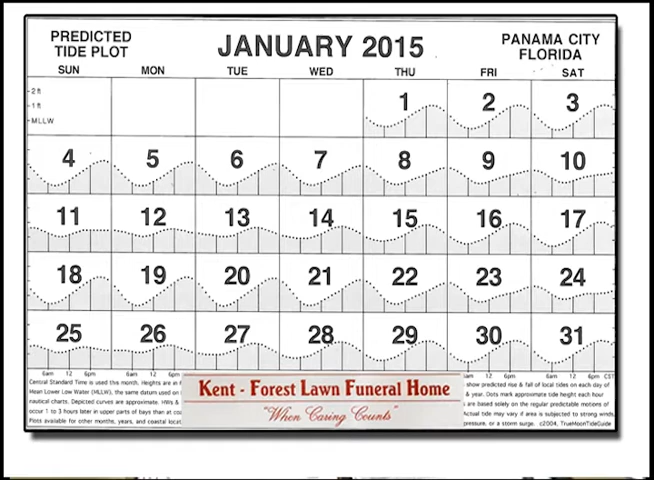 PREDICTED
TIDE PLOT
JANUARY 2015
PANAMA CITY
FLORIDA
SUN MON TUE WED THU FRI SAT
2 ft
1 ft
MLLW
1 2 3
4 5 6 7 8 9 10
11 12 13 14 15 16 17
18 19 20 21 22 23 24
25 26 27 28 29 30 31
6am 12 6pm 6am 12 6pm am 12 6pm 6am 12 6pm CST
Central Standard Time is used this month. Heights are in
Mean Lower Low Water (MLLW), the same datum used on
nautical charts. Depicted curves are approximate. HWs &
occur 1 to 3 hours later in upper parts of bays than at
Plots available for other months, years, and coastal
show predicted rise & fall of local tides on each day of
& year. Dots mark approximate tide height each hour
are based solely on the regular predictable motions of
Actual tide may vary if area is subjected to strong winds,
pressure, or a storm surge. c2004, TrueMoonTideGuide
Kent - Forest Lawn Funeral Home
"When Caring Counts"